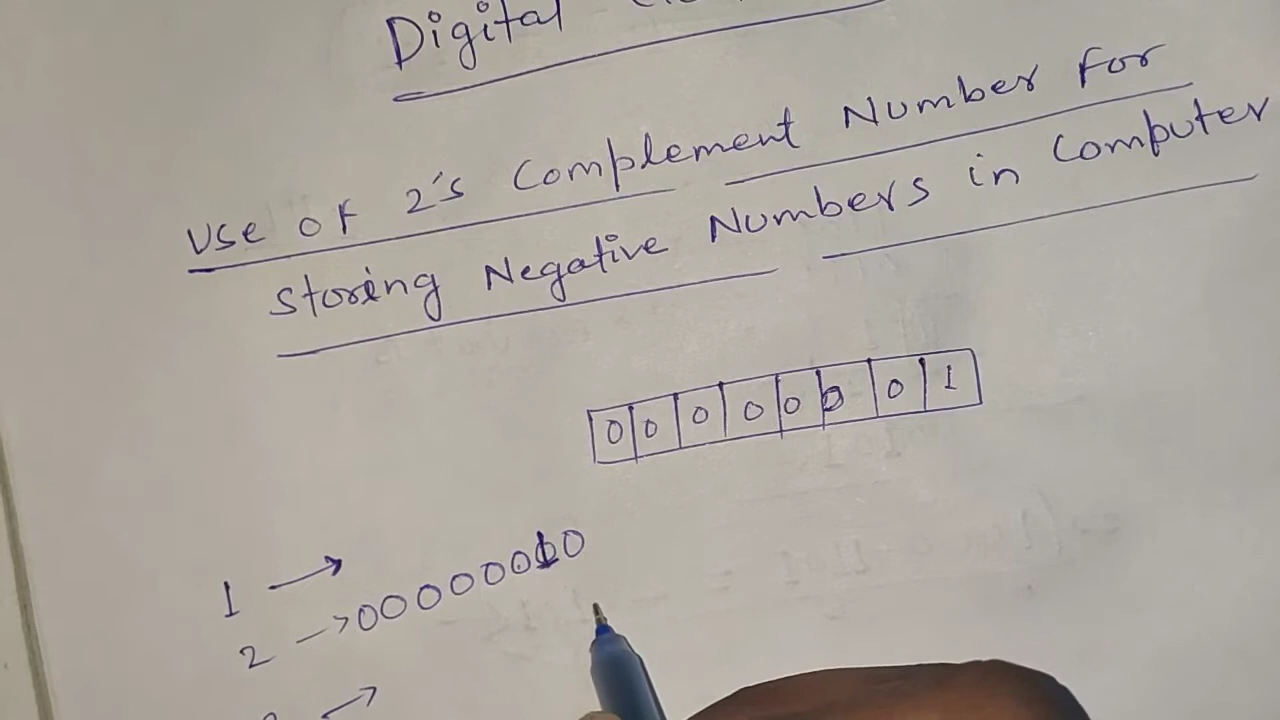 Digital
Use of 2's Complement Number For
Storing Negative Numbers in Computer
0 0 0 0 0 0 0 1
1 →
2 → 00000010